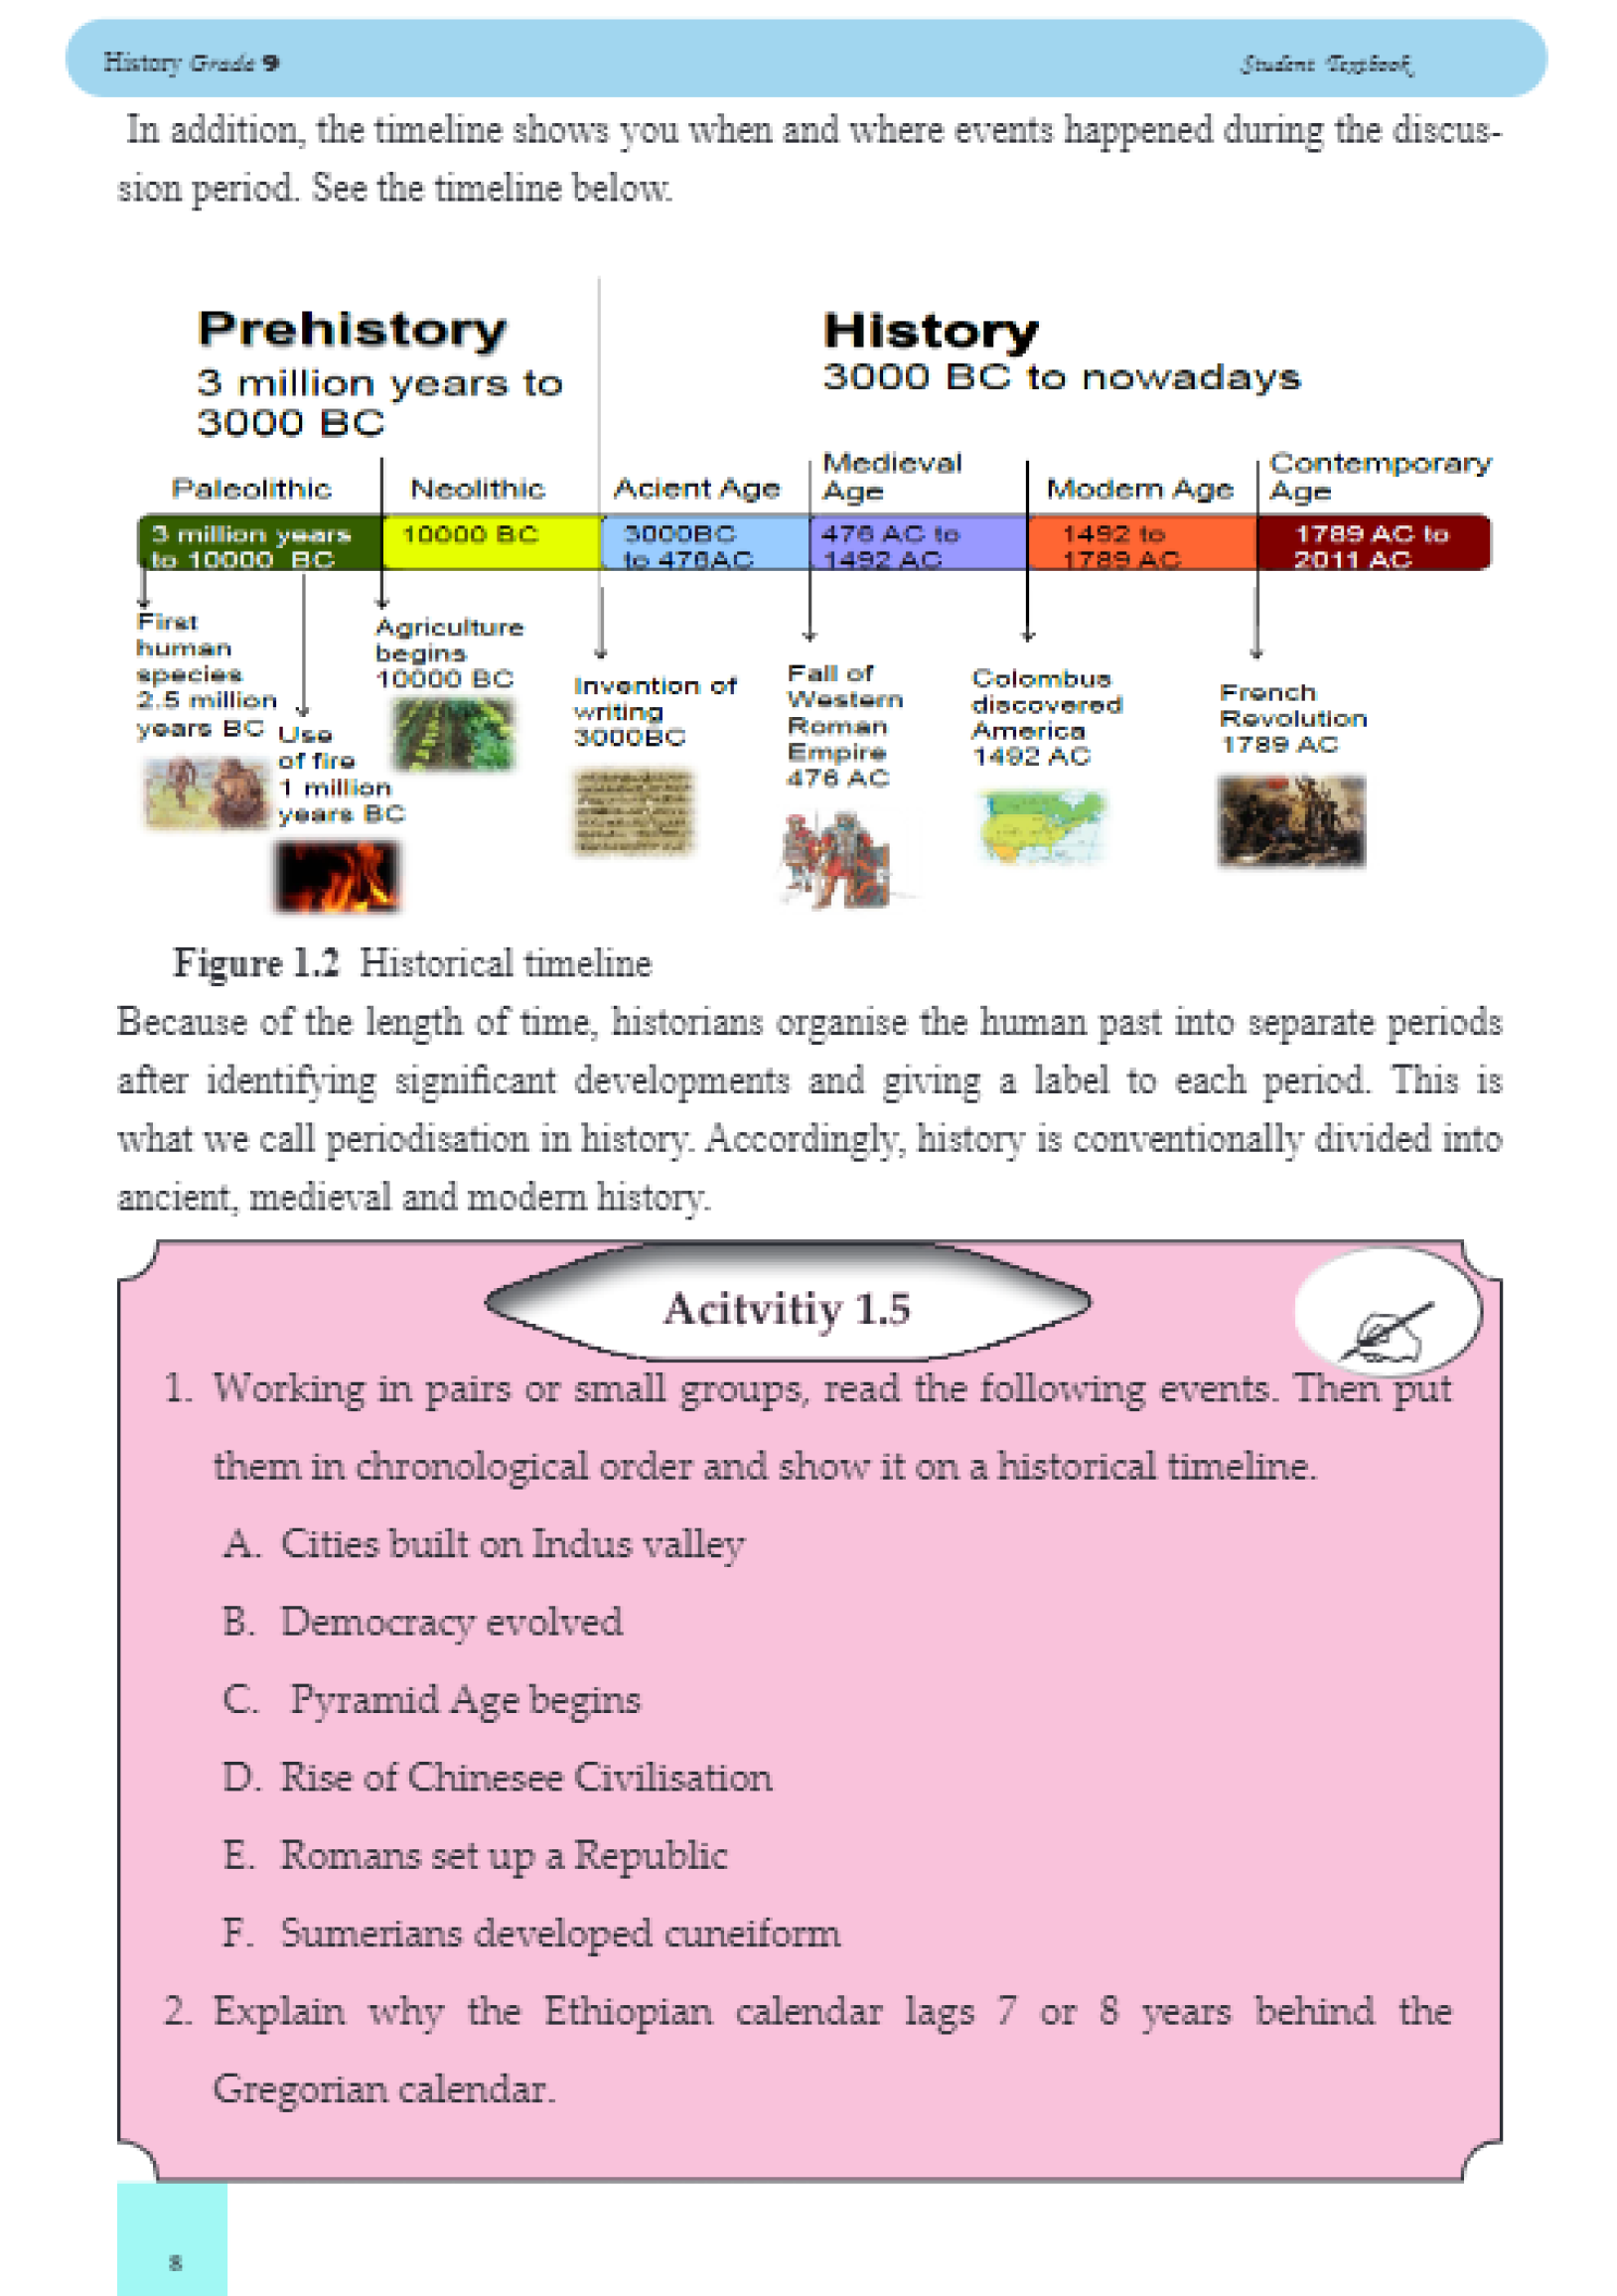 History Grade 9
Student Textbook
In addition, the timeline shows you when and where events happened during the discus-
sion period. See the timeline below.
Prehistory
3 million years to
3000 BC
History
3000 BC to nowadays
Paleolithic
Neolithic
Acient Age
Medieval
Age
Modern Age
Contemporary
Age
3 million years
to 10000 BC
10000 BC
3000BC
to 476AC
476 AC to
1492 AC
1492 to
1789 AC
1789 AC to
2011 AC
First
human
species
2.5 million
years BC
Use
of fire
1 million
years BC
Agriculture
begins
10000 BC
Invention of
writing
3000BC
Fall of
Western
Roman
Empire
476 AC
Colombus
discovered
America
1492 AC
French
Revolution
1789 AC
Figure 1.2 Historical timeline
Because of the length of time, historians organise the human past into separate periods
after identifying significant developments and giving a label to each period. This is
what we call periodisation in history. Accordingly, history is conventionally divided into
ancient, medieval and modern history.
Acitvitiy 1.5
1. Working in pairs or small groups, read the following events. Then put
them in chronological order and show it on a historical timeline.
A. Cities built on Indus valley
B. Democracy evolved
C. Pyramid Age begins
D. Rise of Chinesee Civilisation
E. Romans set up a Republic
F. Sumerians developed cuneiform
2. Explain why the Ethiopian calendar lags 7 or 8 years behind the
Gregorian calendar.
8